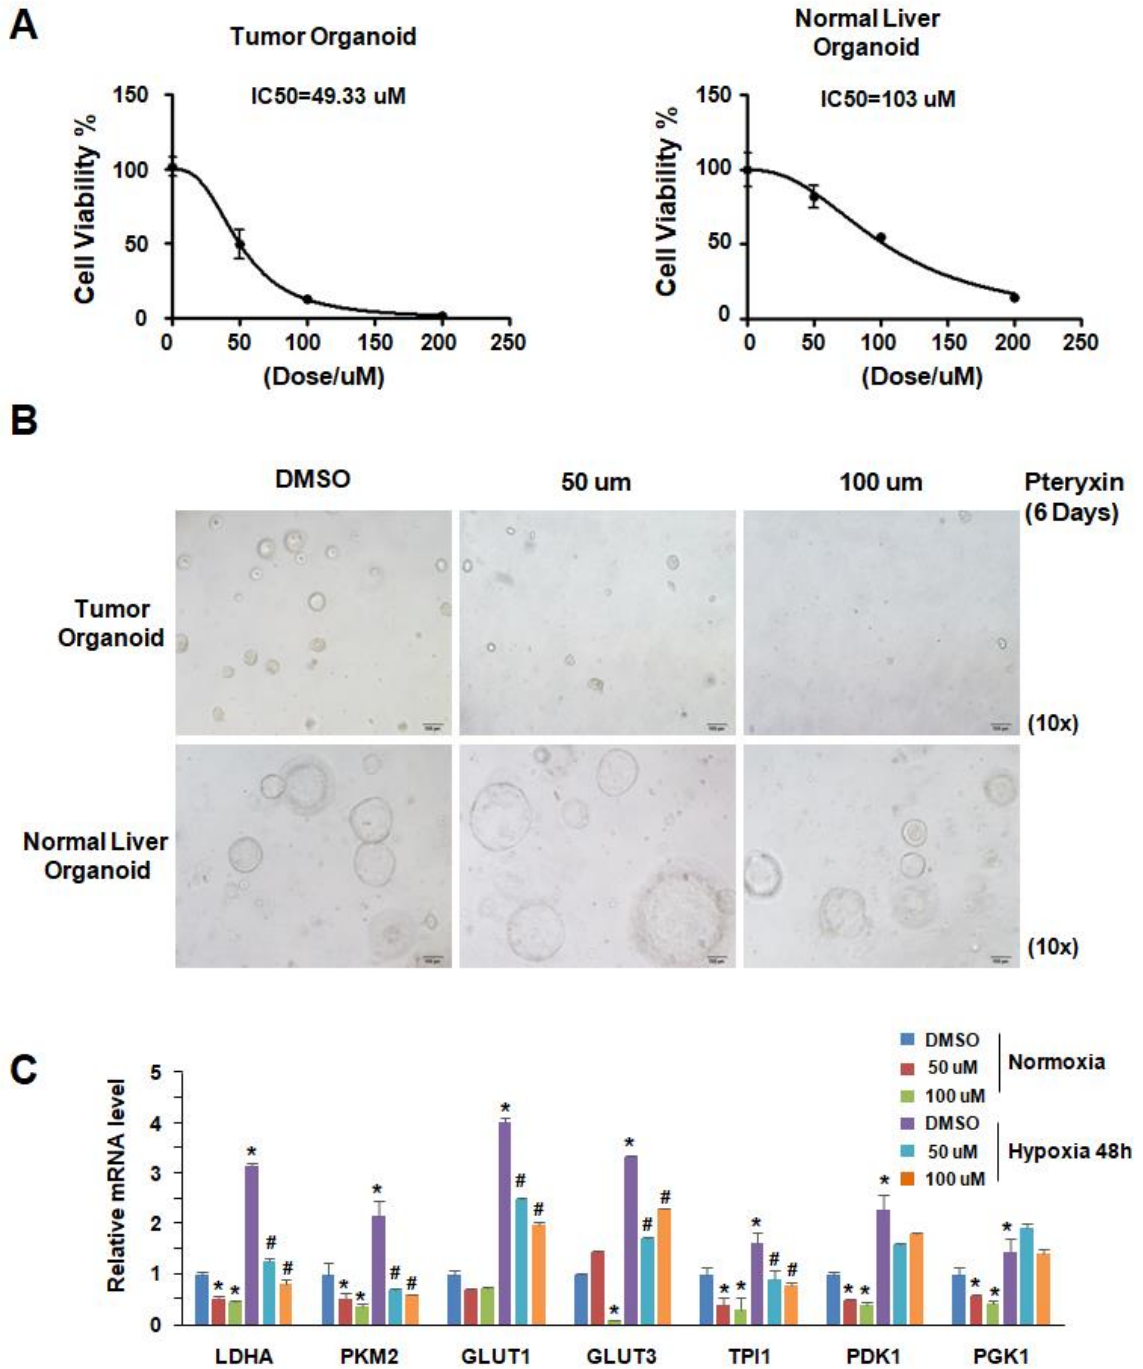 A
Tumor Organoid
IC50=49.33 uM
Cell Viability %
150
100
50
0
0 50 100 150 200 250
(Dose/uM)
Normal Liver
Organoid
IC50=103 uM
Cell Viability %
150
100
50
0
0 50 100 150 200 250
(Dose/uM)
B
DMSO 50 um 100 um Pteryxin
(6 Days)
Tumor
Organoid
(10x)
Normal Liver
Organoid
(10x)
C
DMSO
50 uM
100 uM
Normoxia
DMSO
50 uM
100 uM
Hypoxia 48h
Relative mRNA level
5
4
3
2
1
0
* * * # #
* * * # #
* # #
* * # #
* * * # #
* * *
* * *
LDHA PKM2 GLUT1 GLUT3 TPI1 PDK1 PGK1